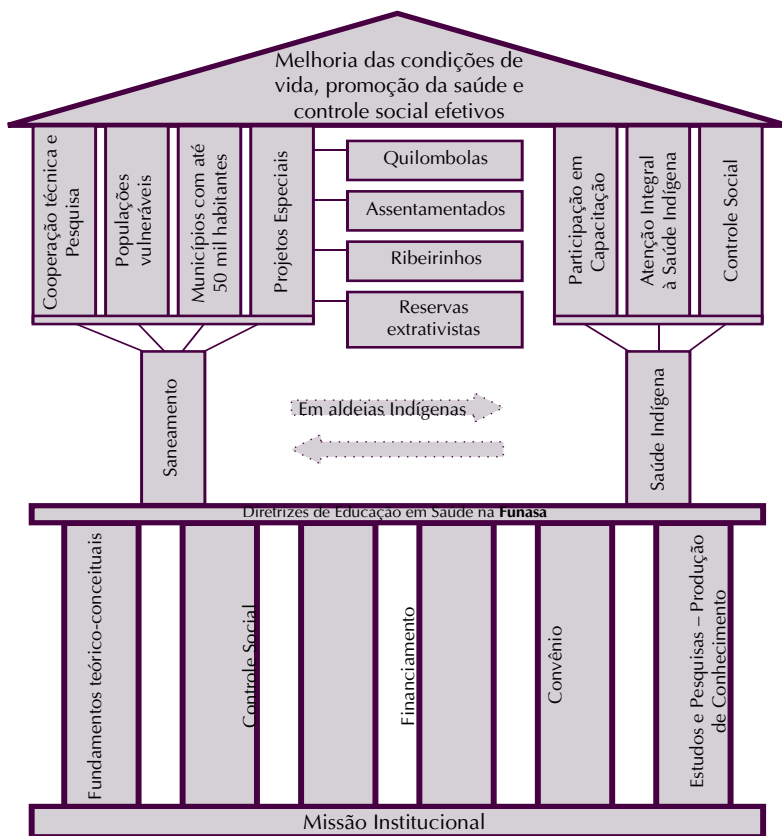 Melhoria das condições de
vida, promoção da saúde e
controle social efetivos
Cooperação técnica e
Pesquisa
Populações
vulneráveis
Municípios com até
50 mil habitantes
Projetos Especiais
Quilombolas
Assentamentados
Ribeirinhos
Reservas
extrativistas
Participação em
Capacitação
Atenção Integral
à Saúde Indígena
Controle Social
Saneamento
Em aldeias Indígenas
Saúde Indígena
Diretrizes de Educação em Saúde na Funasa
Fundamentos teórico-conceituais
Controle Social
Financiamento
Convênio
Estudos e Pesquisas – Produção
de Conhecimento
Missão Institucional